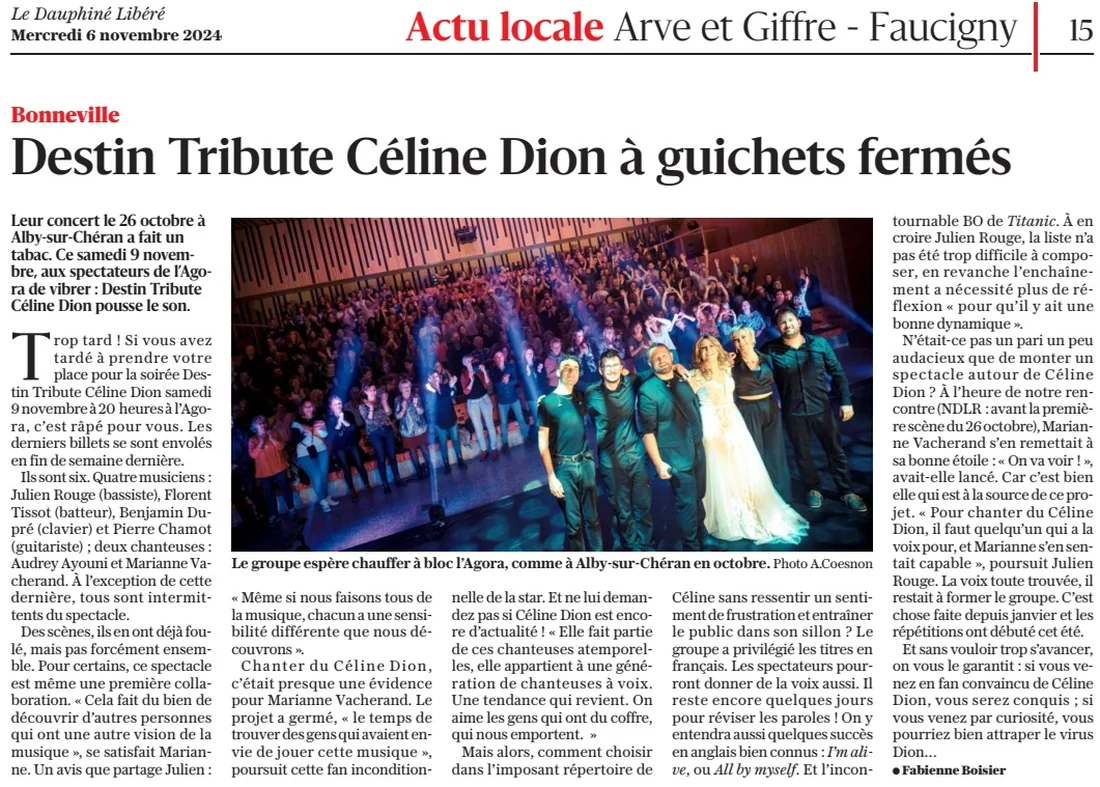 Le Dauphiné Libéré
Mercredi 6 novembre 2024
Actu locale Arve et Giffre - Faucigny
15
Bonneville
Destin Tribute Céline Dion à guichets fermés
Leur concert le 26 octobre à
Alby-sur-Chéran a fait un
tabac. Ce samedi 9 novem-
bre, aux spectateurs de l'Ago-
ra de vibrer : Destin Tribute
Céline Dion pousse le son.
Trop tard ! Si vous avez
tardé à prendre votre
place pour la soirée Des-
tin Tribute Céline Dion samedi
9 novembre à 20 heures à l'Ago-
ra, c'est râpé pour vous. Les
derniers billets se sont envolés
en fin de semaine dernière.
Ils sont six. Quatre musiciens :
Julien Rouge (bassiste), Florent
Tissot (batteur), Benjamin Du-
pré (clavier) et Pierre Chamot
(guitariste) ; deux chanteuses :
Audrey Ayouni et Marianne Va-
cherand. À l'exception de cette
dernière, tous sont intermit-
tents du spectacle.
Des scènes, ils en ont déjà fou-
lé, mais pas forcément ensem-
ble. Pour certains, ce spectacle
est même une première colla-
boration. « Cela fait du bien de
découvrir d'autres personnes
qui ont une autre vision de la
musique », se satisfait Marian-
ne. Un avis que partage Julien :
Le groupe espère chauffer à bloc l'Agora, comme à Alby-sur-Chéran en octobre. Photo A.Coesnon
« Même si nous faisons tous de
la musique, chacun a une sensi-
bilité différente que nous dé-
couvrons ».
Chanter du Céline Dion,
c'était presque une évidence
pour Marianne Vacherand. Le
projet a germé, « le temps de
trouver des gens qui avaient en-
vie de jouer cette musique »,
poursuit cette fan incondition-
nelle de la star. Et ne lui deman-
dez pas si Céline Dion est enco-
re d'actualité ! « Elle fait partie
de ces chanteuses atemporel-
les, elle appartient à une géné-
ration de chanteuses à voix.
Une tendance qui revient. On
aime les gens qui ont du coffre,
qui nous emportent. »
Mais alors, comment choisir
dans l'imposant répertoire de
Céline sans ressentir un senti-
ment de frustration et entraîner
le public dans son sillon ? Le
groupe a privilégié les titres en
français. Les spectateurs pour-
ront donner de la voix aussi. Il
reste encore quelques jours
pour réviser les paroles ! On y
entendra aussi quelques succès
en anglais bien connus : I'm ali-
ve, ou All by myself. Et l'incon-
tournable BO de Titanic. À en
croire Julien Rouge, la liste n'a
pas été trop difficile à compo-
ser, en revanche l'enchaîne-
ment a nécessité plus de ré-
flexion « pour qu'il y ait une
bonne dynamique ».
N'était-ce pas un pari un peu
audacieux que de monter un
spectacle autour de Céline
Dion ? À l'heure de notre ren-
contre (NDLR : avant la premiè-
re scène du 26 octobre), Marian-
ne Vacherand s'en remettait à
sa bonne étoile : « On va voir ! »,
avait-elle lancé. Car c'est bien
elle qui est à la source de ce pro-
jet. « Pour chanter du Céline
Dion, il faut quelqu'un qui a la
voix pour, et Marianne s'en sen-
tait capable », poursuit Julien
Rouge. La voix toute trouvée, il
restait à former le groupe. C'est
chose faite depuis janvier et les
répétitions ont débuté cet été.
Et sans vouloir trop s'avancer,
on vous le garantit : si vous ve-
nez en fan convaincu de Céline
Dion, vous serez conquis ; si
vous venez par curiosité, vous
pourriez bien attraper le virus
Dion...
● Fabienne Boisier